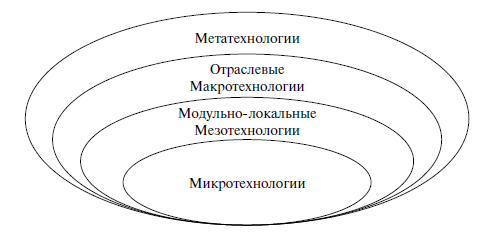 Метатехнологии
Отраслевые
Макротехнологии
Модульно-локальные
Мезотехнологии
Микротехнологии